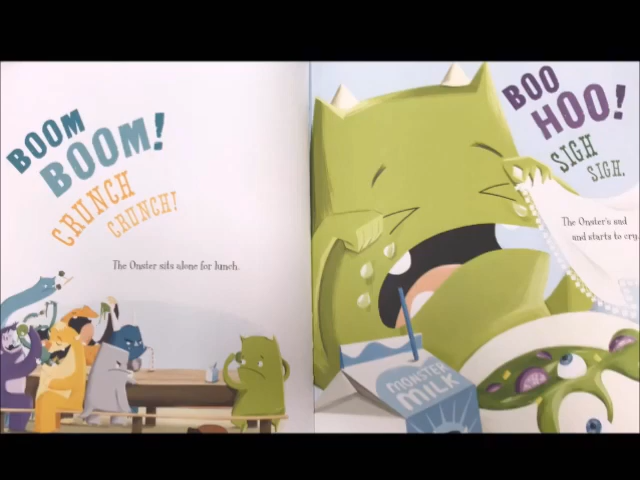 BOOM
BOOM!
CRUNCH
CRUNCH!
The Onster sits alone for lunch.
BOO
HOO!
SIGH
SIGH.
The Onster's sad
and starts to cry.
MONSTER
MILK